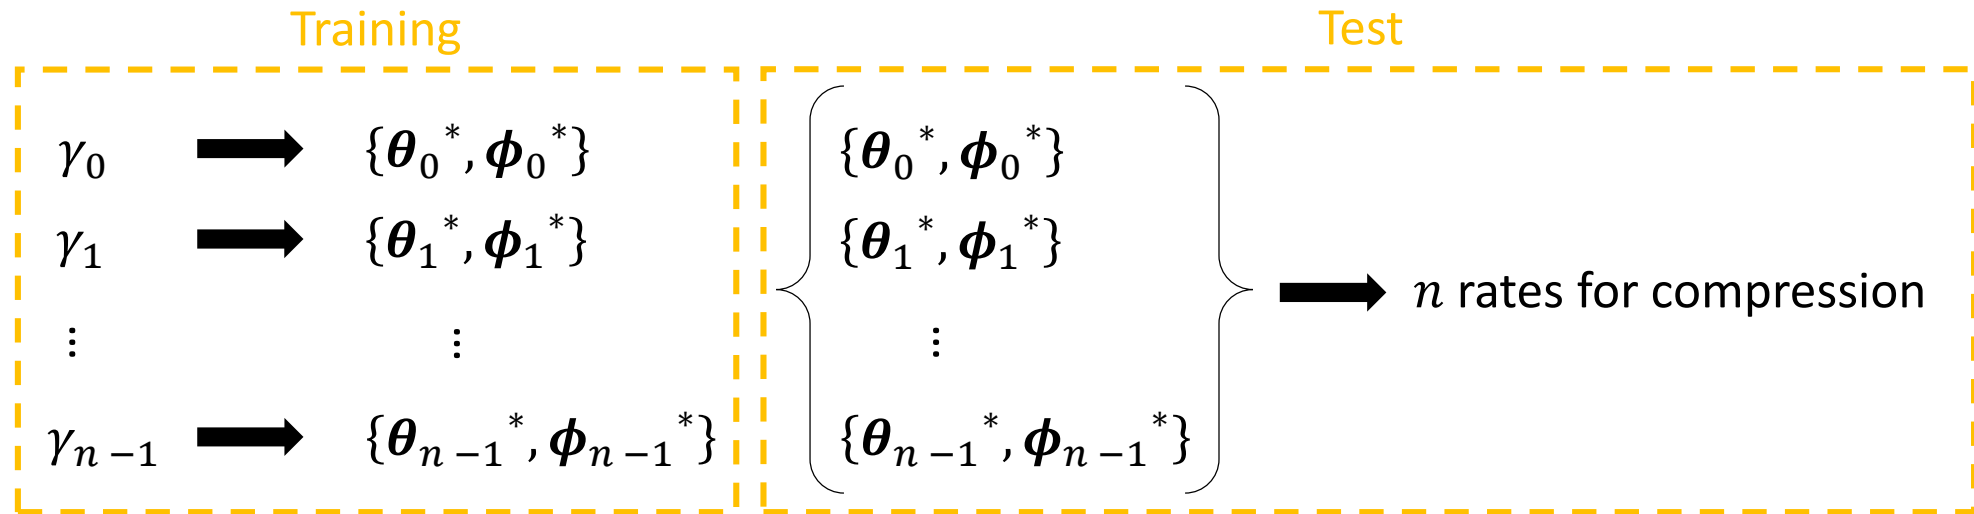 Training
Test
γ₀ {θ₀*, ϕ₀*}
γ₁ {θ₁*, ϕ₁*}
⋮ ⋮
γₙ ₋₁ {θₙ ₋₁*, ϕₙ ₋₁*}
{θ₀*, ϕ₀*}
{θ₁*, ϕ₁*}
⋮
{θₙ ₋₁*, ϕₙ ₋₁*}
n rates for compression